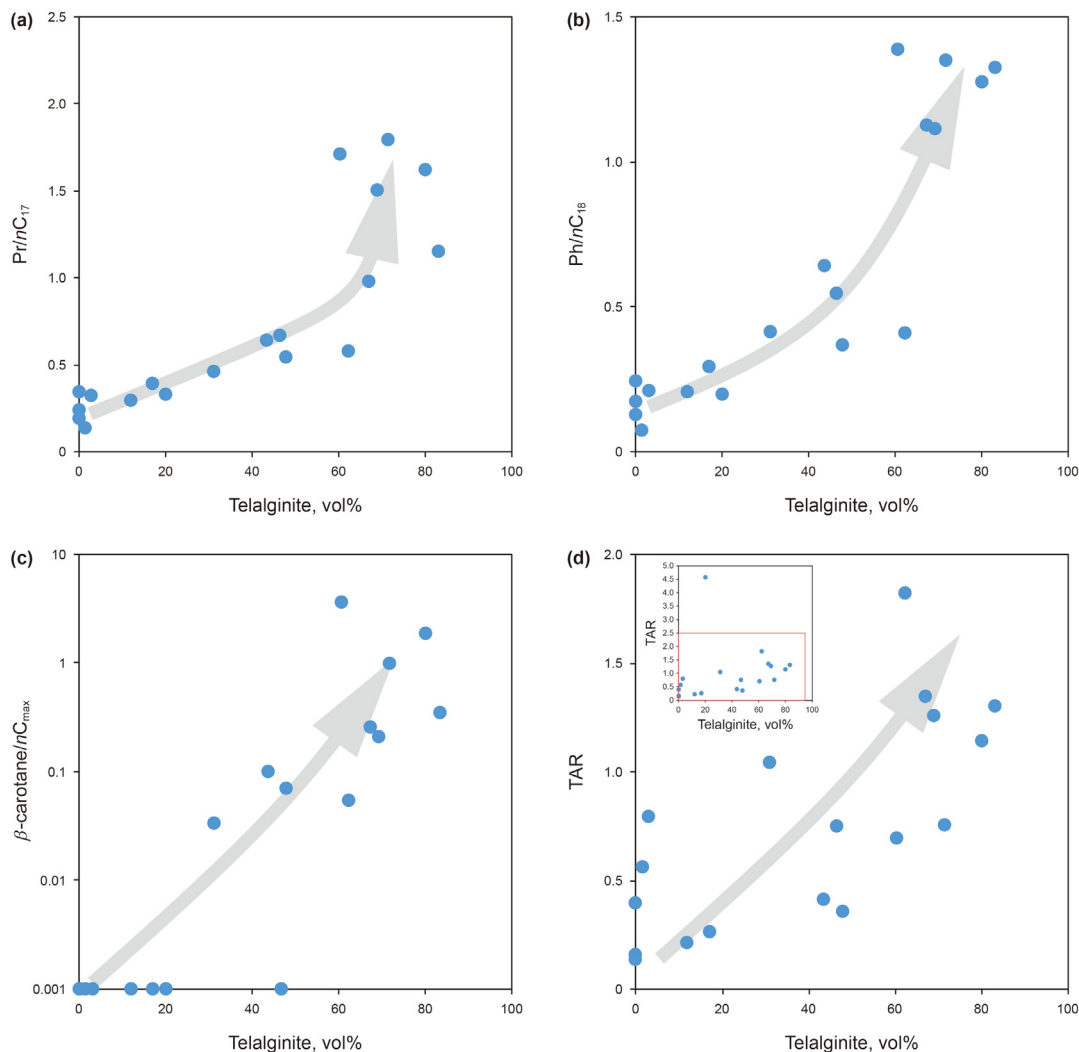 (a)
2.5
2.0
1.5
1.0
0.5
0
Pr/nC17
0 20 40 60 80 100
Telalginite, vol%
(b)
1.5
1.0
0.5
0
Ph/nC18
0 20 40 60 80 100
Telalginite, vol%
(c)
10
1
0.1
0.01
0.001
β-carotane/nCmax
0 20 40 60 80 100
Telalginite, vol%
(d)
2.0
1.5
1.0
0.5
0
TAR
5.0
4.5
4.0
3.5
3.0
2.5
2.0
1.5
1.0
0.5
0
TAR
0 20 40 60 80 100
Telalginite, vol%
0 20 40 60 80 100
Telalginite, vol%